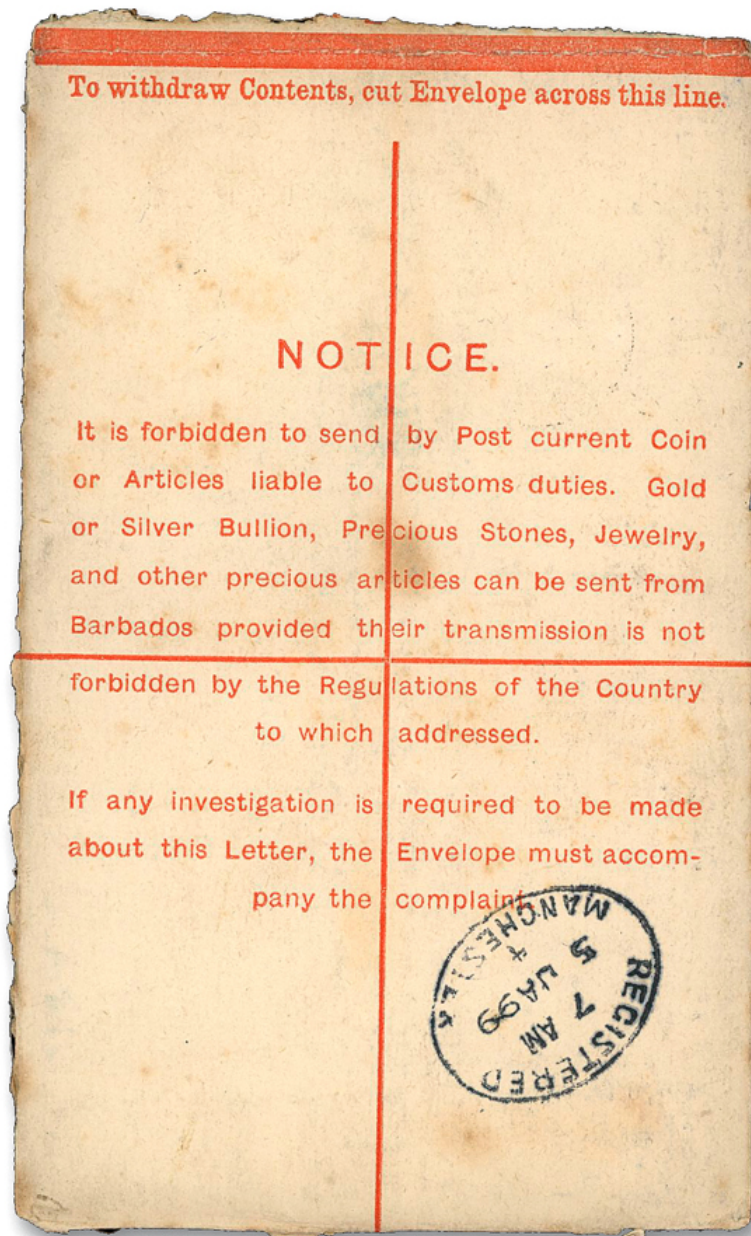 To withdraw Contents, cut Envelope across this line.
NOTICE.
It is forbidden to send by Post current Coin
or Articles liable to Customs duties. Gold
or Silver Bullion, Precious Stones, Jewelry,
and other precious articles can be sent from
Barbados provided their transmission is not
forbidden by the Regulations of the Country
to which addressed.
If any investigation is required to be made
about this Letter, the Envelope must accom-
pany the complaint.
REGISTERED
7 AM
5 JA 99
MANCHESTER